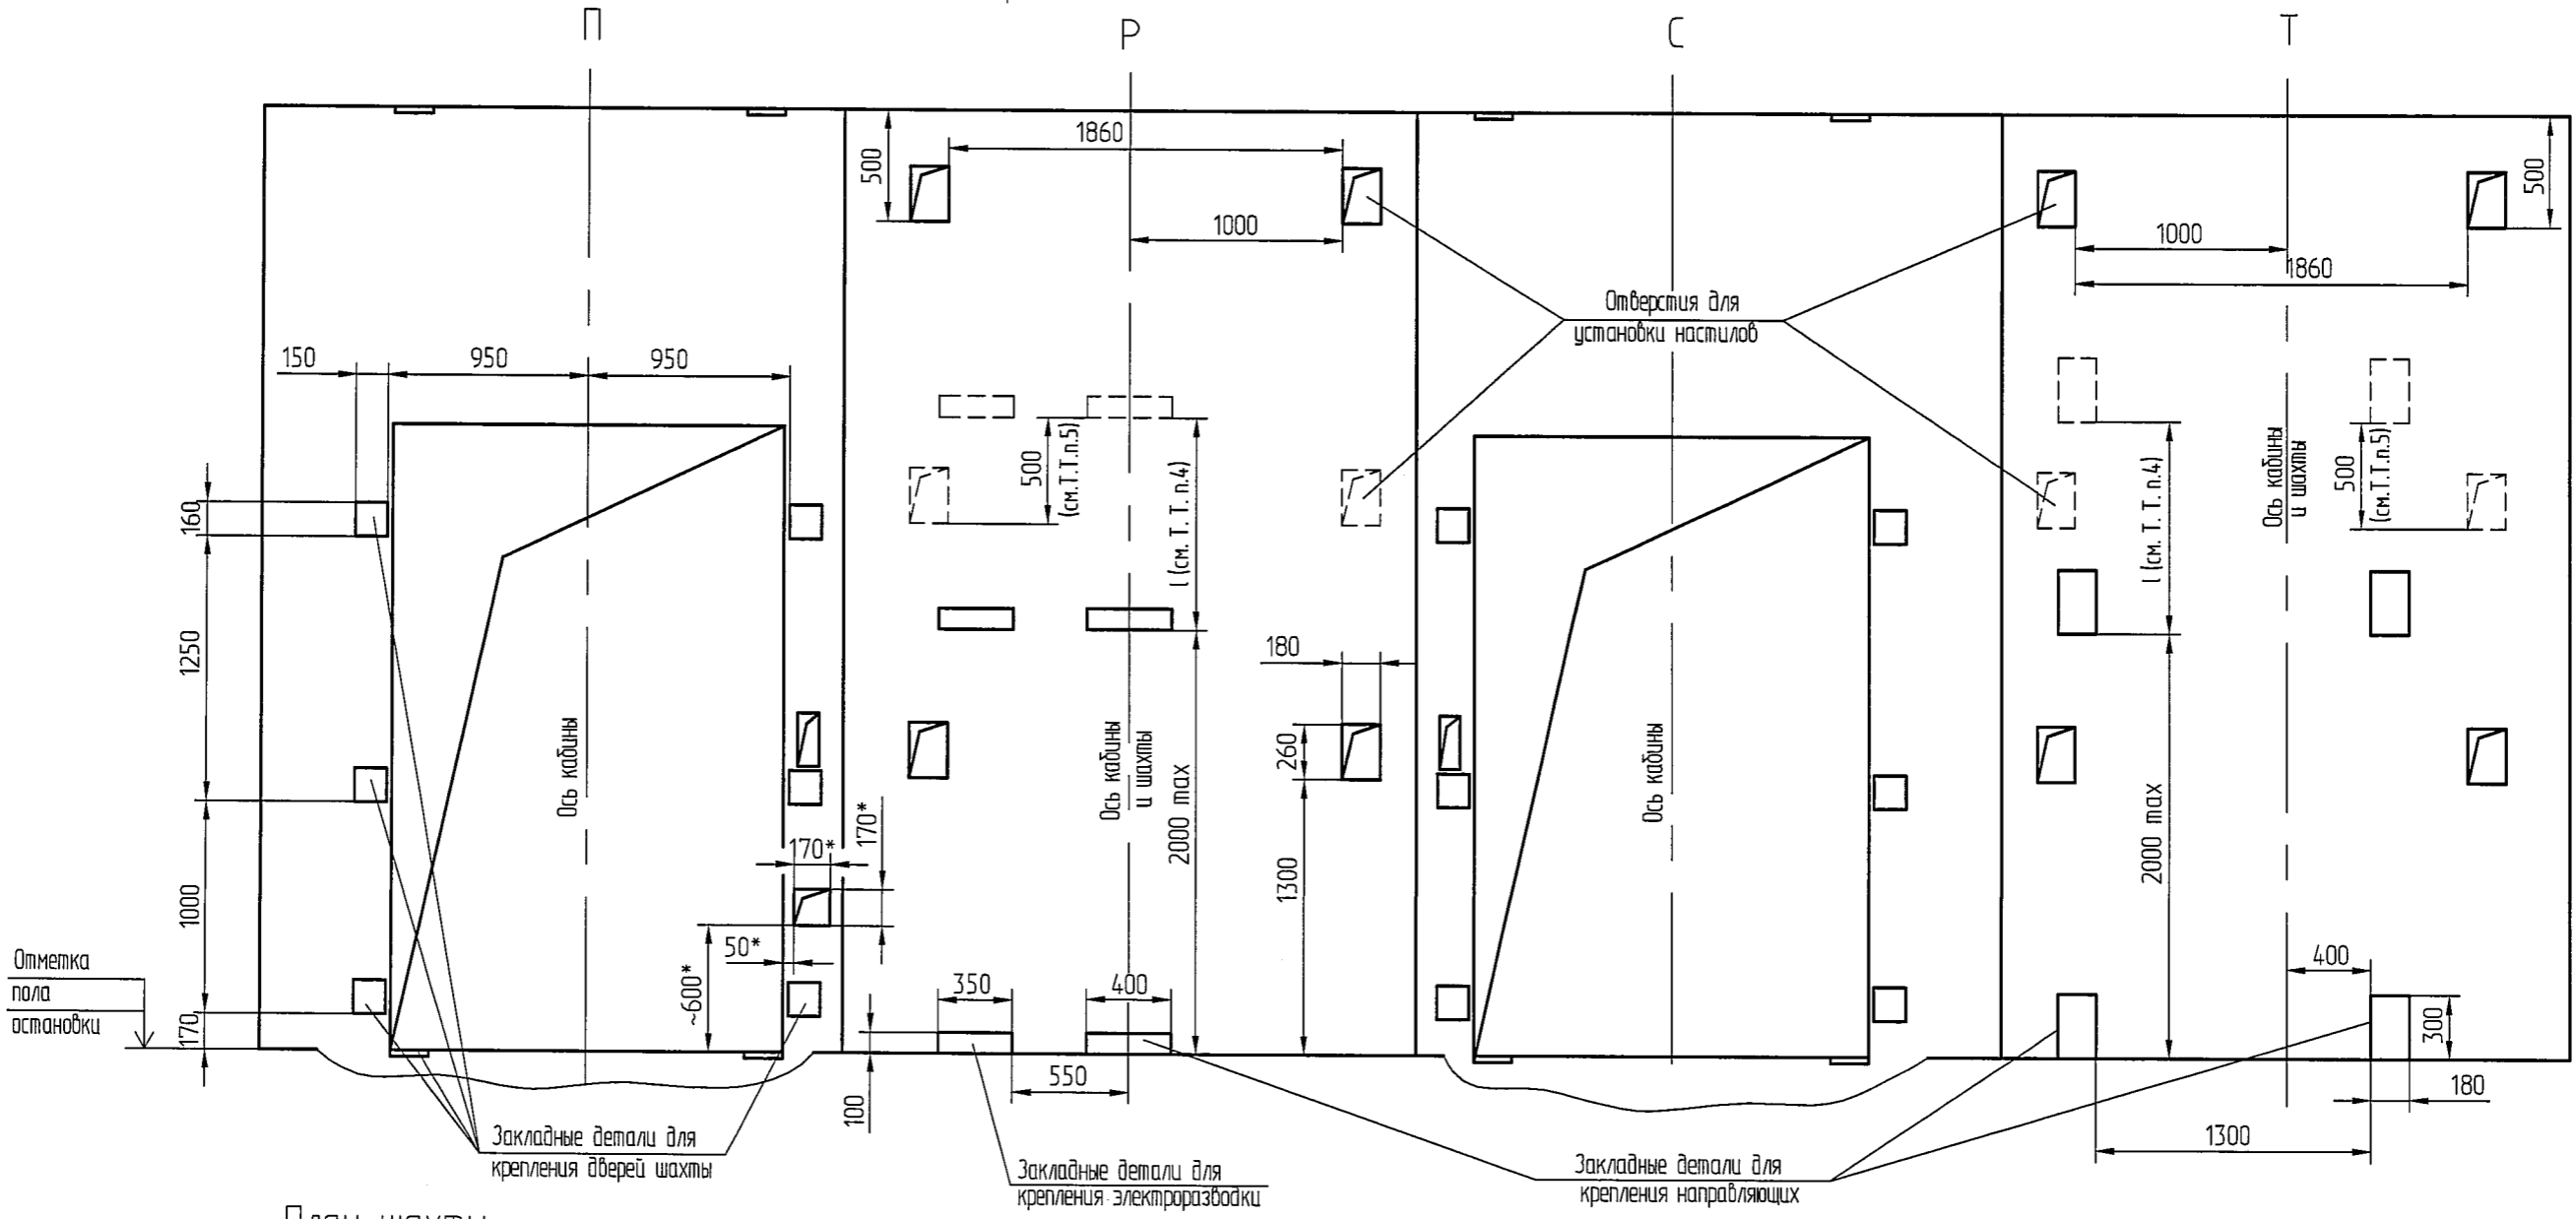 П
Р
С
Т
1860
500
1000
500
1000
1860
Отверстия для
установки настилов
150
950
950
500
(см.Т.Т.п.5)
l (см. Т. Т. п.4)
l (см. Т. Т. п.4)
Ось кабины
и шахты
500
(см.Т.Т.п.5)
160
1250
180
Ось кабины
Ось кабины
и шахты
2000 max
260
Ось кабины
2000 max
170*
170*
1300
1000
50*
~600*
Отметка
пола
остановки
170
350
400
400
300
100
550
180
1300
Закладные детали для
крепления дверей шахты
Закладные детали для
крепления электроразводки
Закладные детали для
крепления направляющих
План шахты